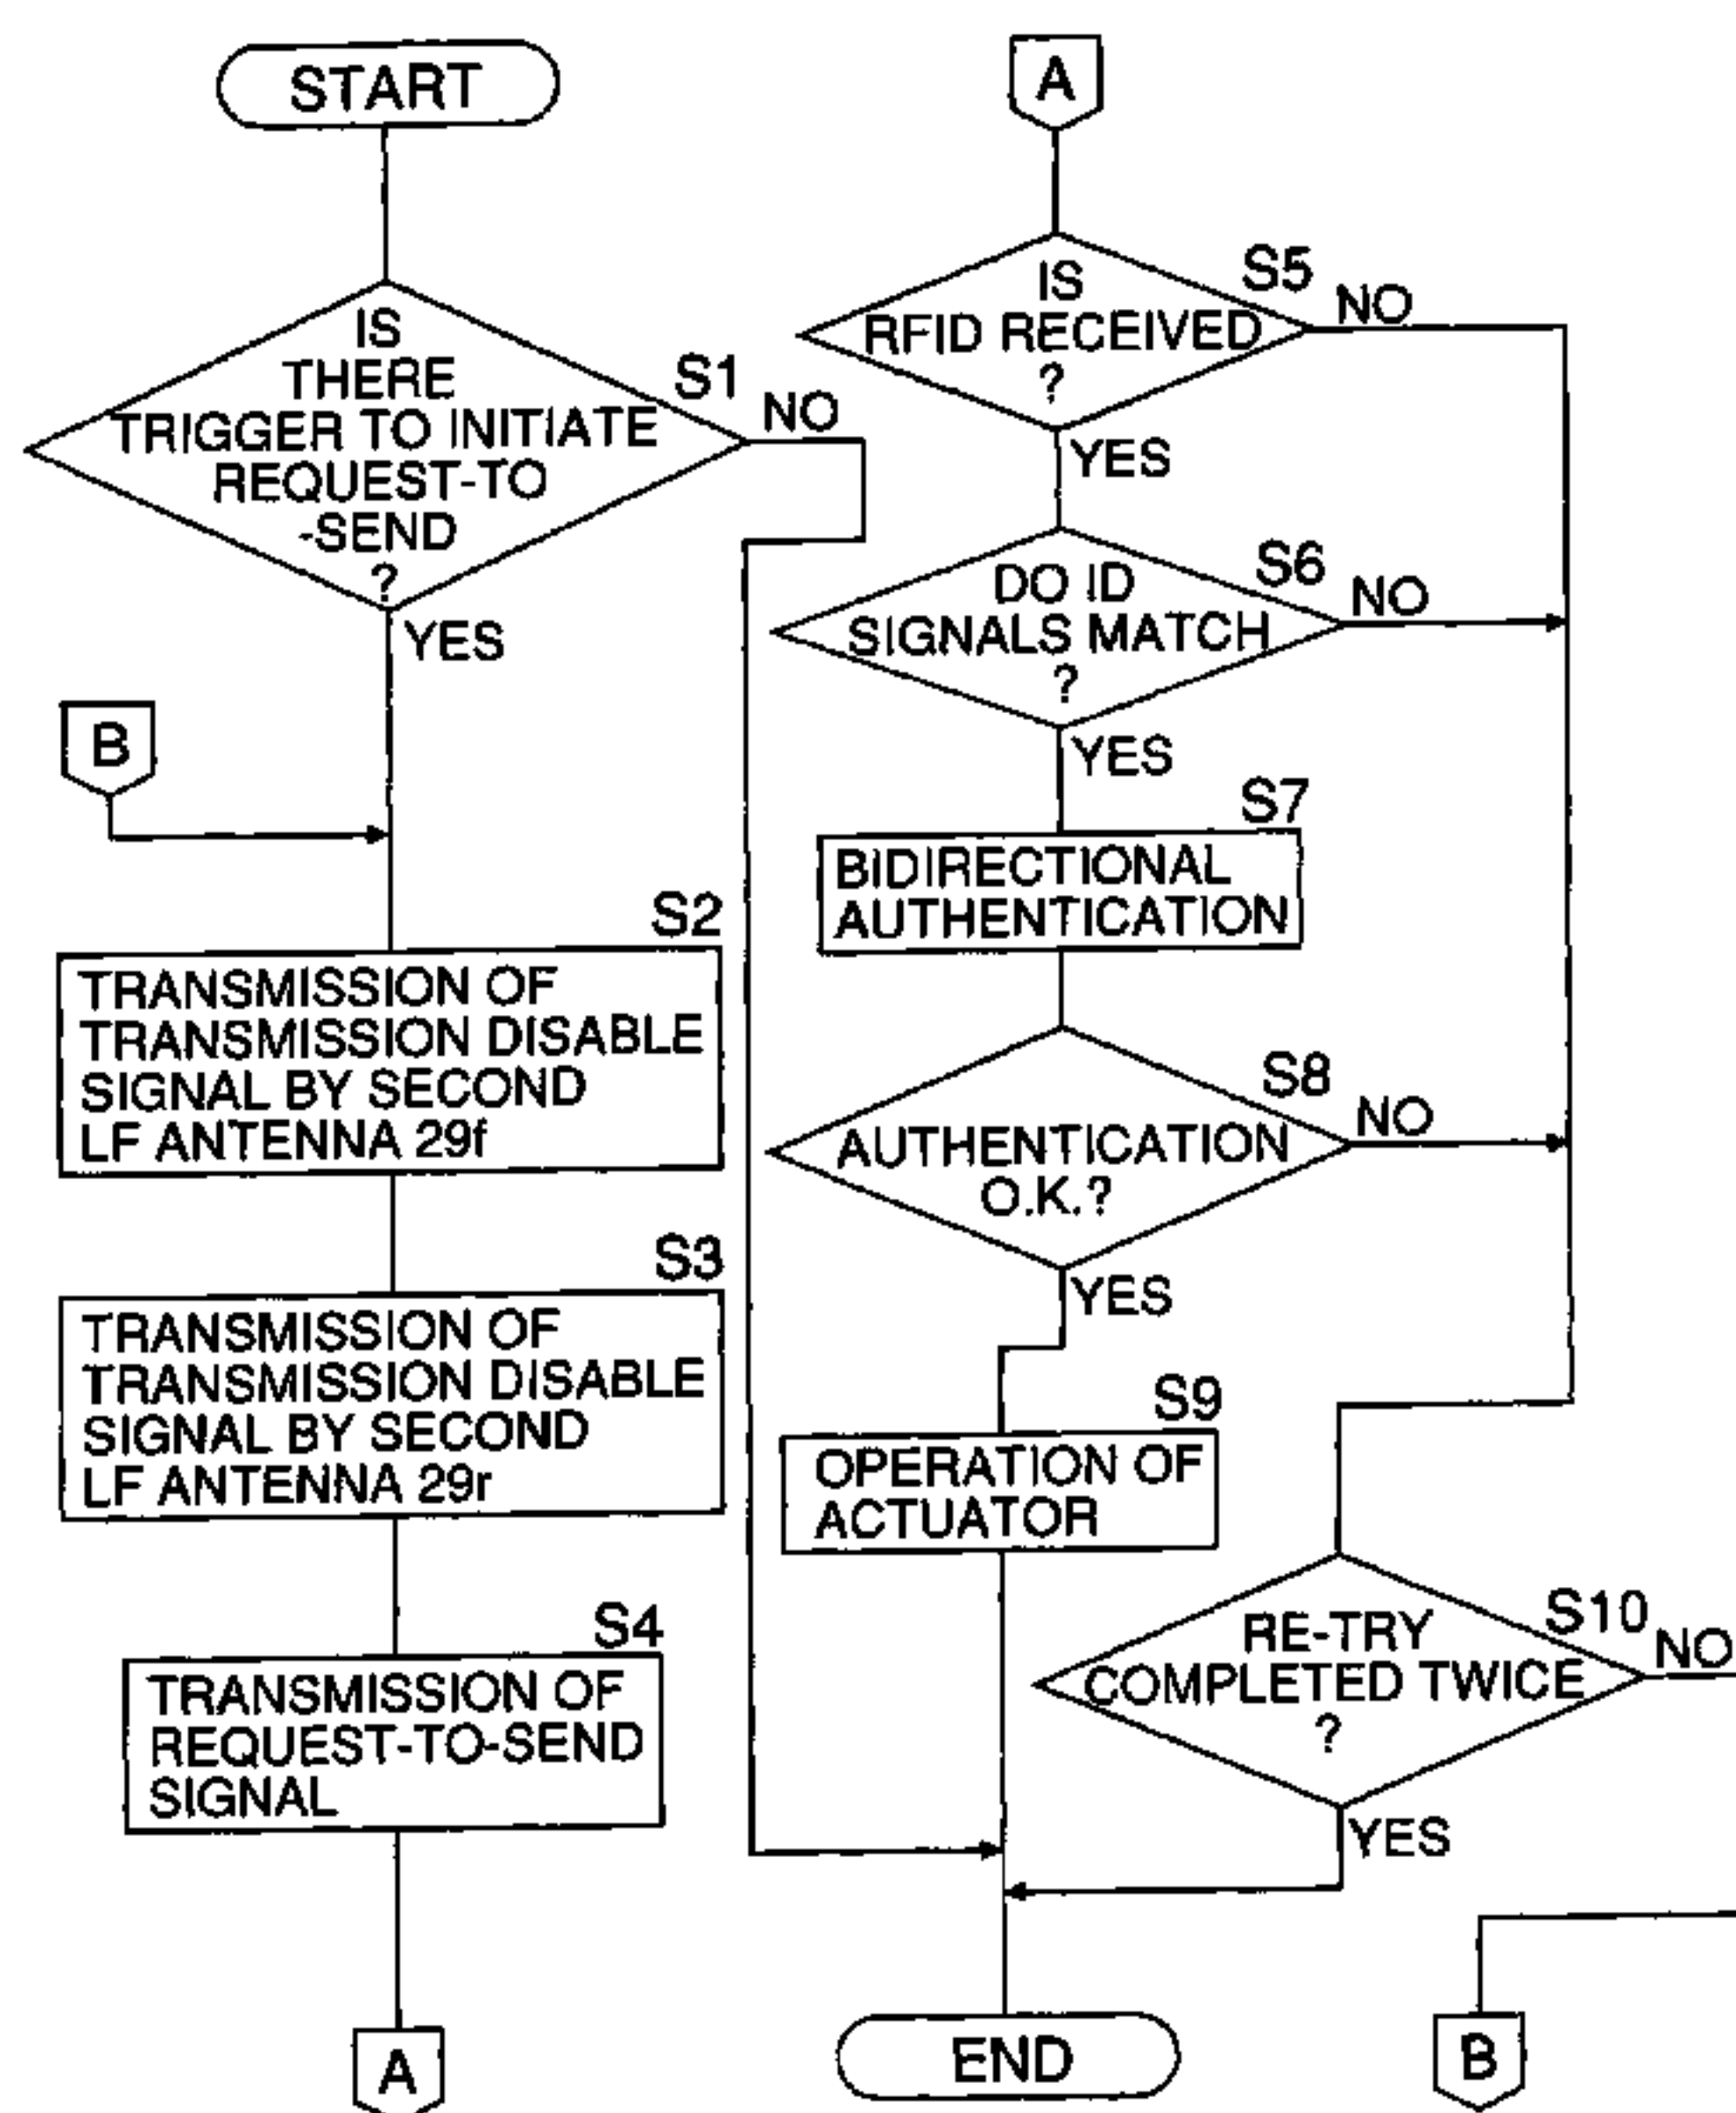 START
IS
THERE
TRIGGER TO INITIATE
REQUEST-TO
-SEND
?
S1
NO
YES
B
S2
TRANSMISSION OF
TRANSMISSION DISABLE
SIGNAL BY SECOND
LF ANTENNA 29f
S3
TRANSMISSION OF
TRANSMISSION DISABLE
SIGNAL BY SECOND
LF ANTENNA 29r
S4
TRANSMISSION OF
REQUEST-TO-SEND
SIGNAL
A
A
IS
RFID RECEIVED
?
S5
NO
YES
DO ID
SIGNALS MATCH
?
S6
NO
YES
S7
BIDIRECTIONAL
AUTHENTICATION
S8
AUTHENTICATION
O.K.?
NO
YES
S9
OPERATION OF
ACTUATOR
S10
RE-TRY
COMPLETED TWICE
?
NO
YES
END
B